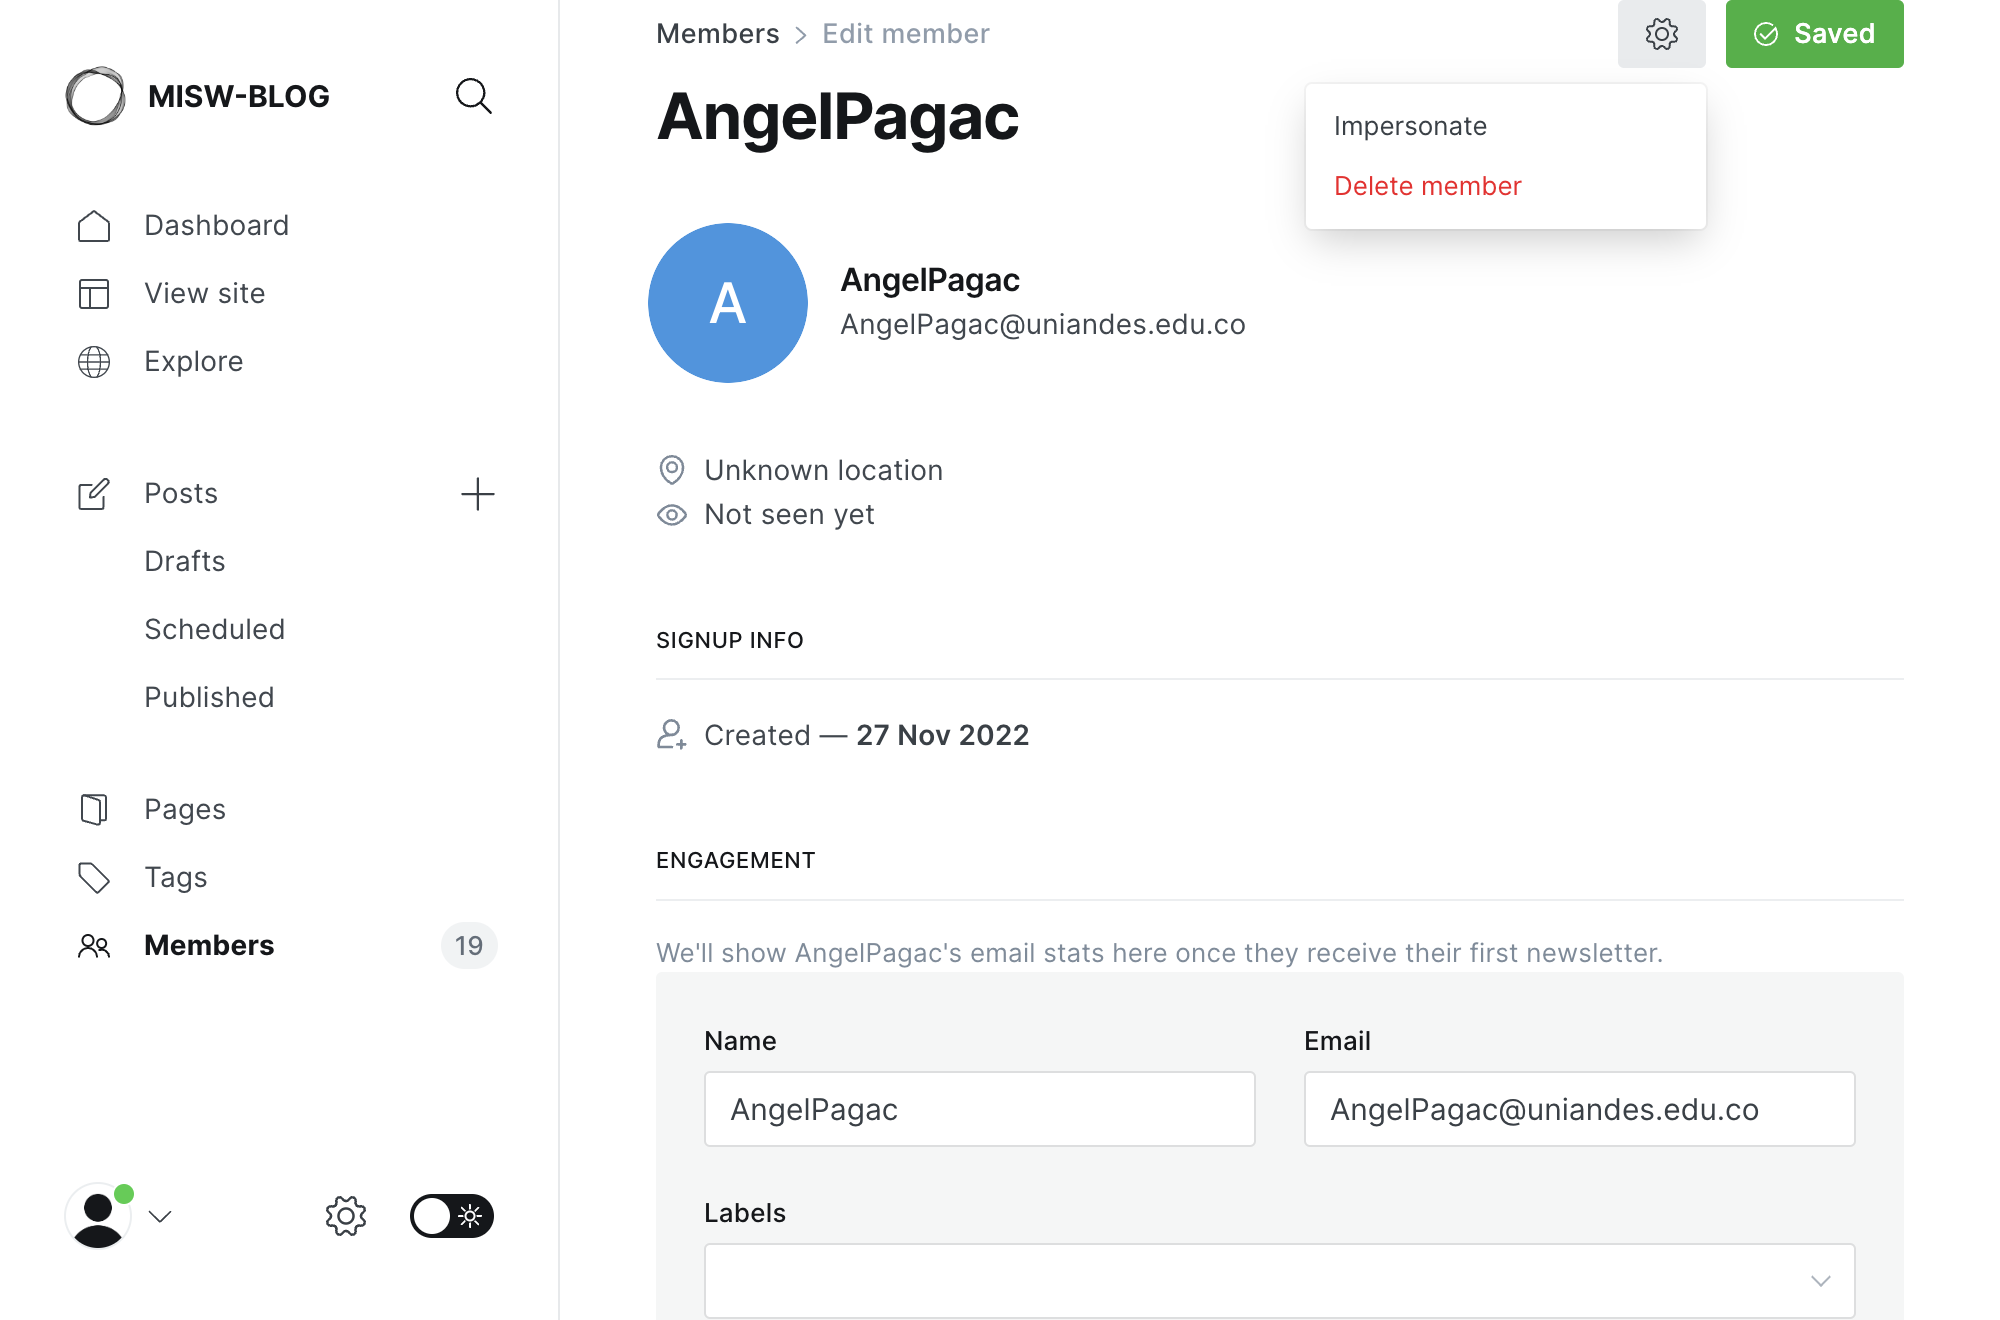 MISW-BLOG
Dashboard
View site
Explore
Posts
Drafts
Scheduled
Published
Pages
Tags
Members 19
Members > Edit member
Saved
AngelPagac
Impersonate
Delete member
A
AngelPagac
AngelPagac@uniandes.edu.co
Unknown location
Not seen yet
SIGNUP INFO
Created — 27 Nov 2022
ENGAGEMENT
We'll show AngelPagac's email stats here once they receive their first newsletter.
Name
AngelPagac
Email
AngelPagac@uniandes.edu.co
Labels